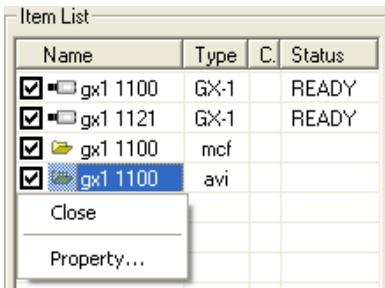 Item List
Name Type C. Status
gx1 1100 GX-1 READY
gx1 1121 GX-1 READY
gx1 1100 mcf
gx1 1100 avi
Close
Property...